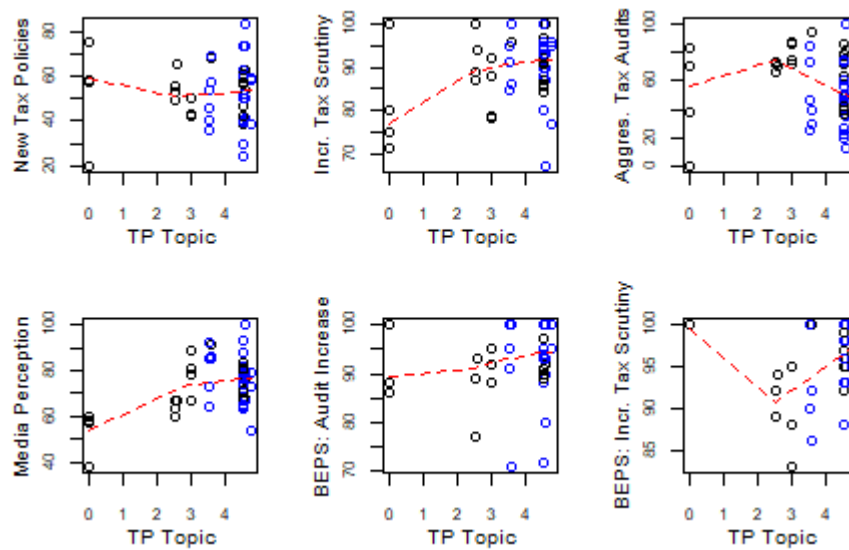 New Tax Policies
20 40 60 80
0 1 2 3 4
TP Topic
Incr. Tax Scrutiny
70 80 90 100
0 1 2 3 4
TP Topic
Aggres. Tax Audits
0 20 60 100
0 1 2 3 4
TP Topic
Media Perception
40 60 80 100
0 1 2 3 4
TP Topic
BEPS: Audit Increase
70 80 90 100
0 1 2 3 4
TP Topic
BEPS: Incr. Tax Scrutiny
85 90 95 100
0 1 2 3 4
TP Topic